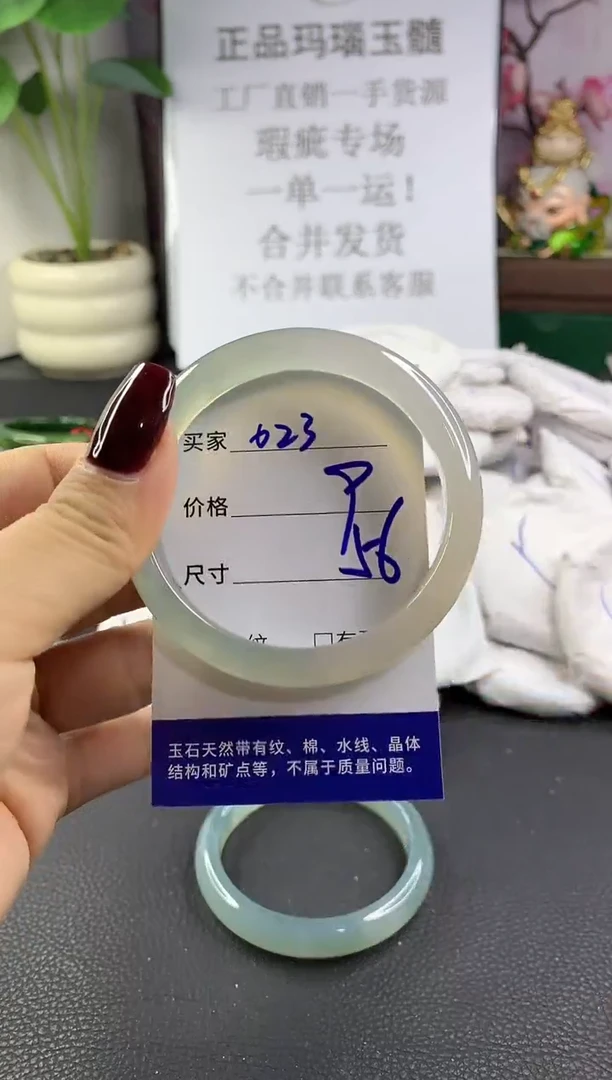 正品玛瑙玉髓
工厂直销一手货源
瑕疵专场
一单一运！
合并发货
不合并联系客服
买家 623
价格
尺寸 56
纹 □有
玉石天然带有纹、棉、水线、晶体
结构和矿点等，不属于质量问题。